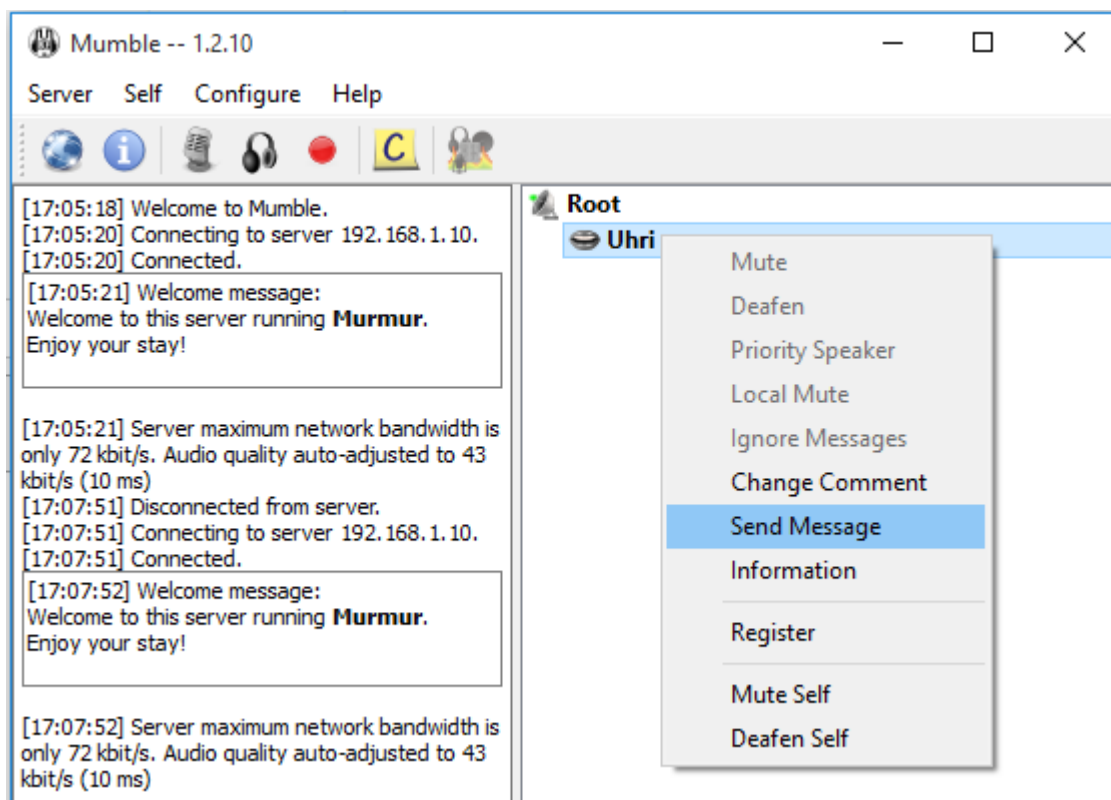 Mumble -- 1.2.10
Server Self Configure Help
C
[17:05:18] Welcome to Mumble.
[17:05:20] Connecting to server 192.168.1.10.
[17:05:20] Connected.
[17:05:21] Welcome message:
Welcome to this server running Murmur.
Enjoy your stay!
[17:05:21] Server maximum network bandwidth is
only 72 kbit/s. Audio quality auto-adjusted to 43
kbit/s (10 ms)
[17:07:51] Disconnected from server.
[17:07:51] Connecting to server 192.168.1.10.
[17:07:51] Connected.
[17:07:52] Welcome message:
Welcome to this server running Murmur.
Enjoy your stay!
[17:07:52] Server maximum network bandwidth is
only 72 kbit/s. Audio quality auto-adjusted to 43
kbit/s (10 ms)
Root
Uhri
Mute
Deafen
Priority Speaker
Local Mute
Ignore Messages
Change Comment
Send Message
Information
Register
Mute Self
Deafen Self